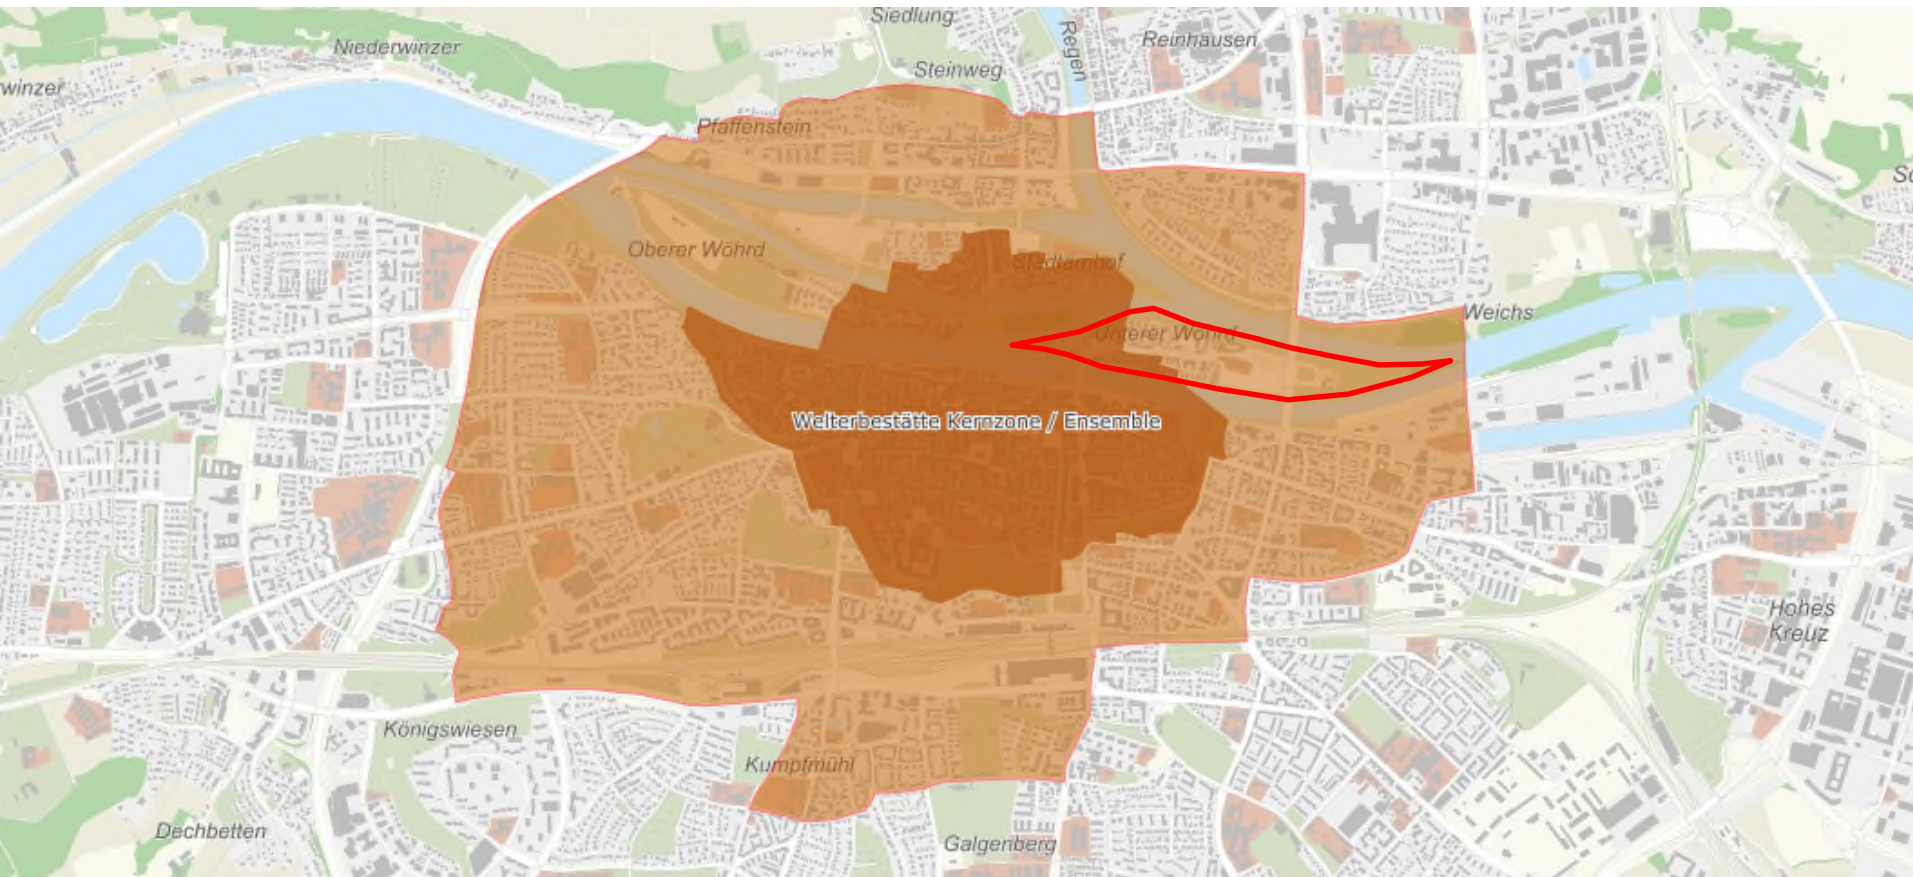 Siedlung
Niederwinzer
Regen
Reinhausen
Steinweg
winzer
Pfaffenstein
Sc
Oberer Wöhrd
Stadtamhof
Weichs
Unterer Wöhrd
Welterbestätte Kernzone / Ensemble
Hohes
Kreuz
Königswiesen
Kumpfmühl
Dechbetten
Galgenberg